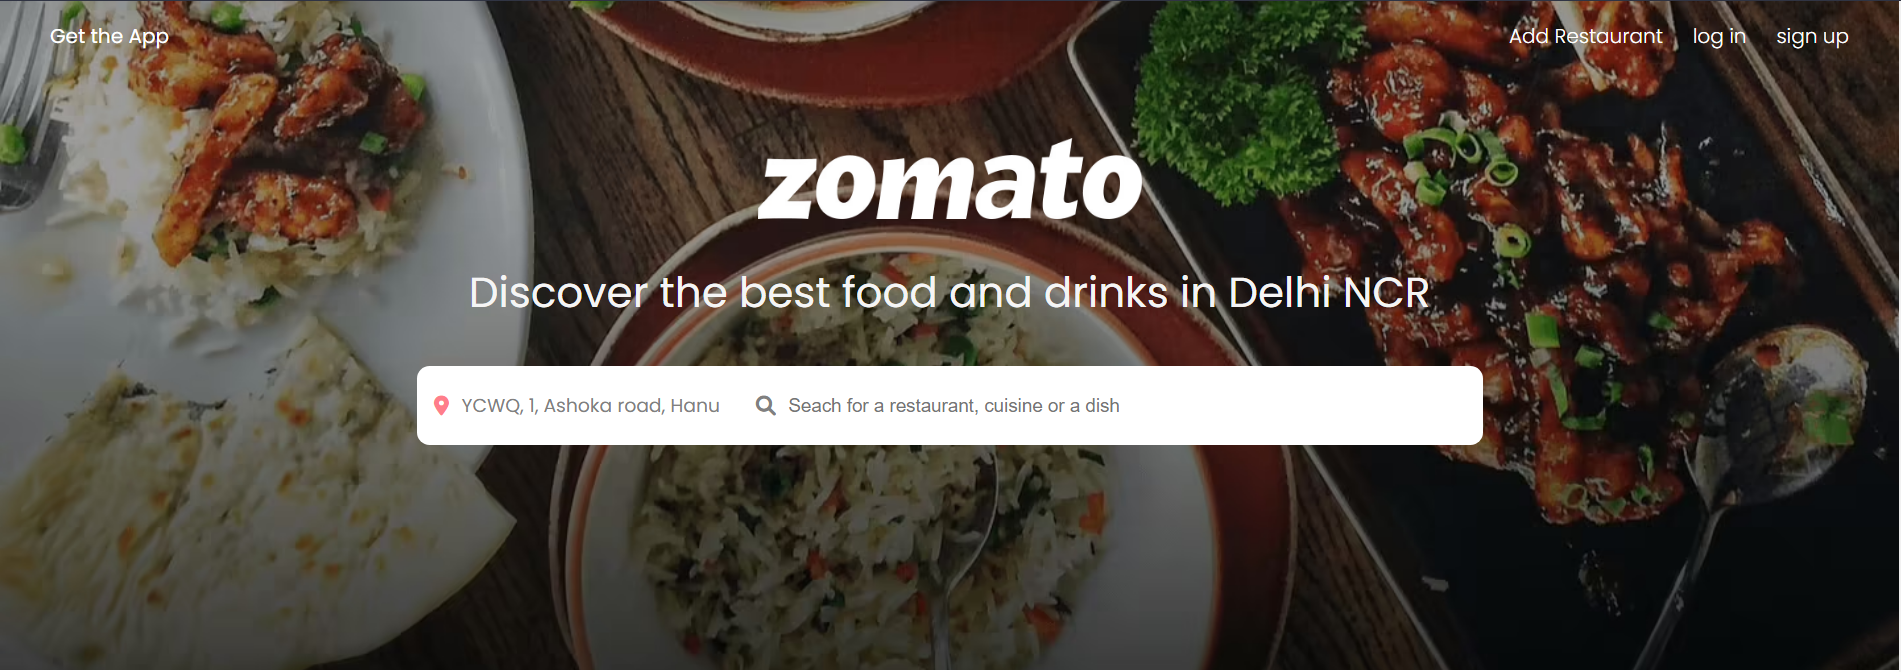 Get the App
Add Restaurant log in sign up
zomato
Discover the best food and drinks in Delhi NCR
YCWQ, 1, Ashoka road, Hanu
Seach for a restaurant, cuisine or a dish